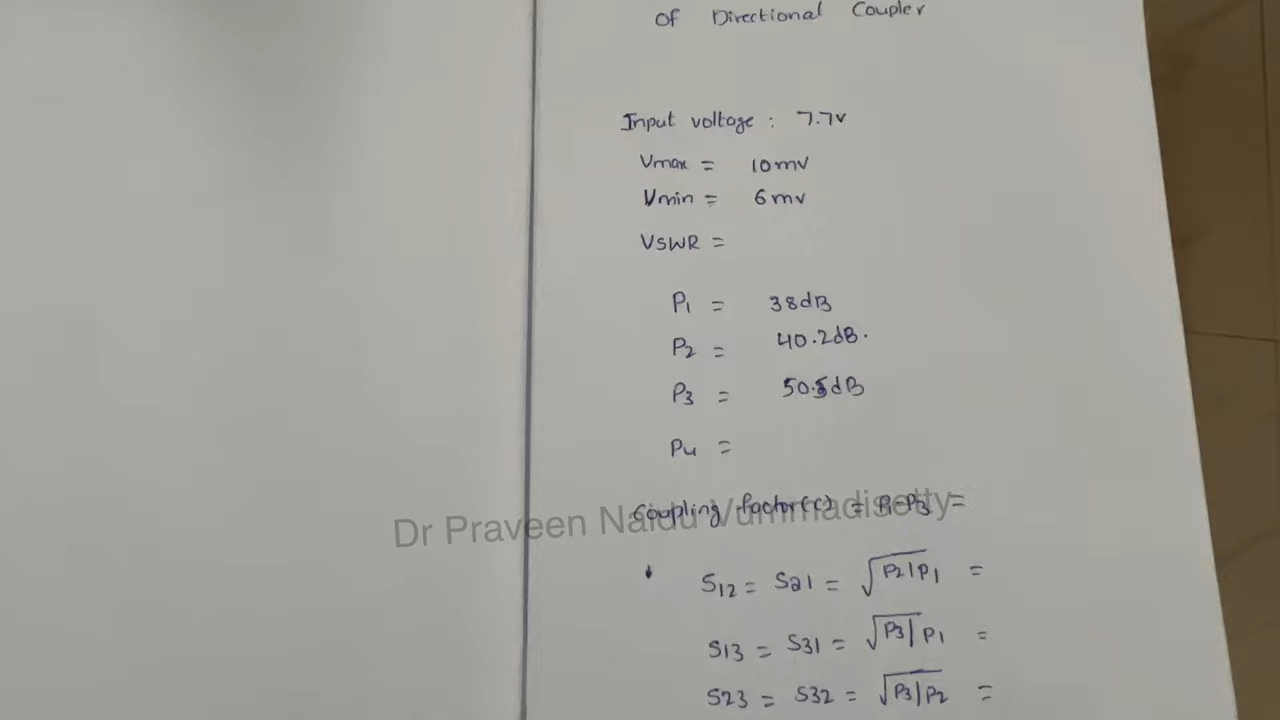 Of Directional Coupler
Input voltage : 7.7v
Vmax = 10mv
Vmin = 6mv
VSWR =
P1 = 38dB
P2 = 40.2dB.
P3 = 50.5dB
P4 =
Coupling factor(c) = P1-P3 =
Dr Praveen Naidu Vummadisetty
S12 = S21 = √P2/P1 =
S13 = S31 = √P3/P1 =
S23 = S32 = √P3/P2 =